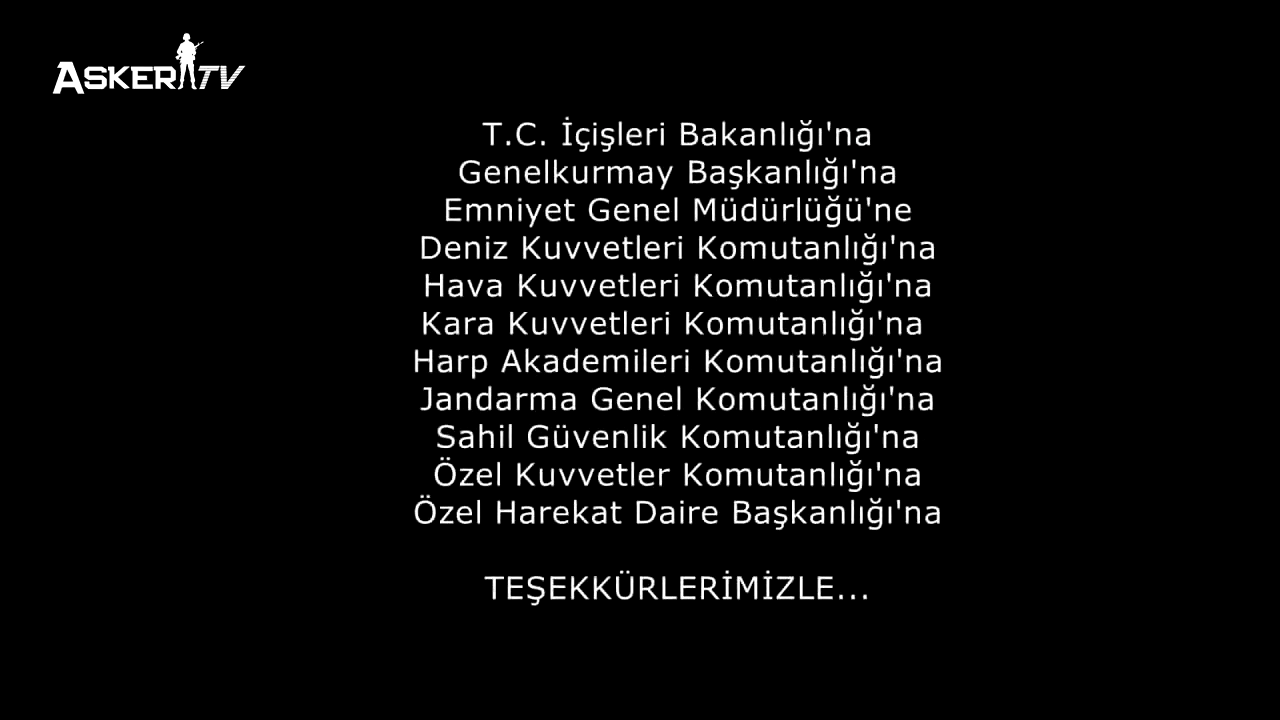 ASKER TV
T.C. İçişleri Bakanlığı'na
Genelkurmay Başkanlığı'na
Emniyet Genel Müdürlüğü'ne
Deniz Kuvvetleri Komutanlığı'na
Hava Kuvvetleri Komutanlığı'na
Kara Kuvvetleri Komutanlığı'na
Harp Akademileri Komutanlığı'na
Jandarma Genel Komutanlığı'na
Sahil Güvenlik Komutanlığı'na
Özel Kuvvetler Komutanlığı'na
Özel Harekat Daire Başkanlığı'na
TEŞEKKÜRLERİMİZLE...